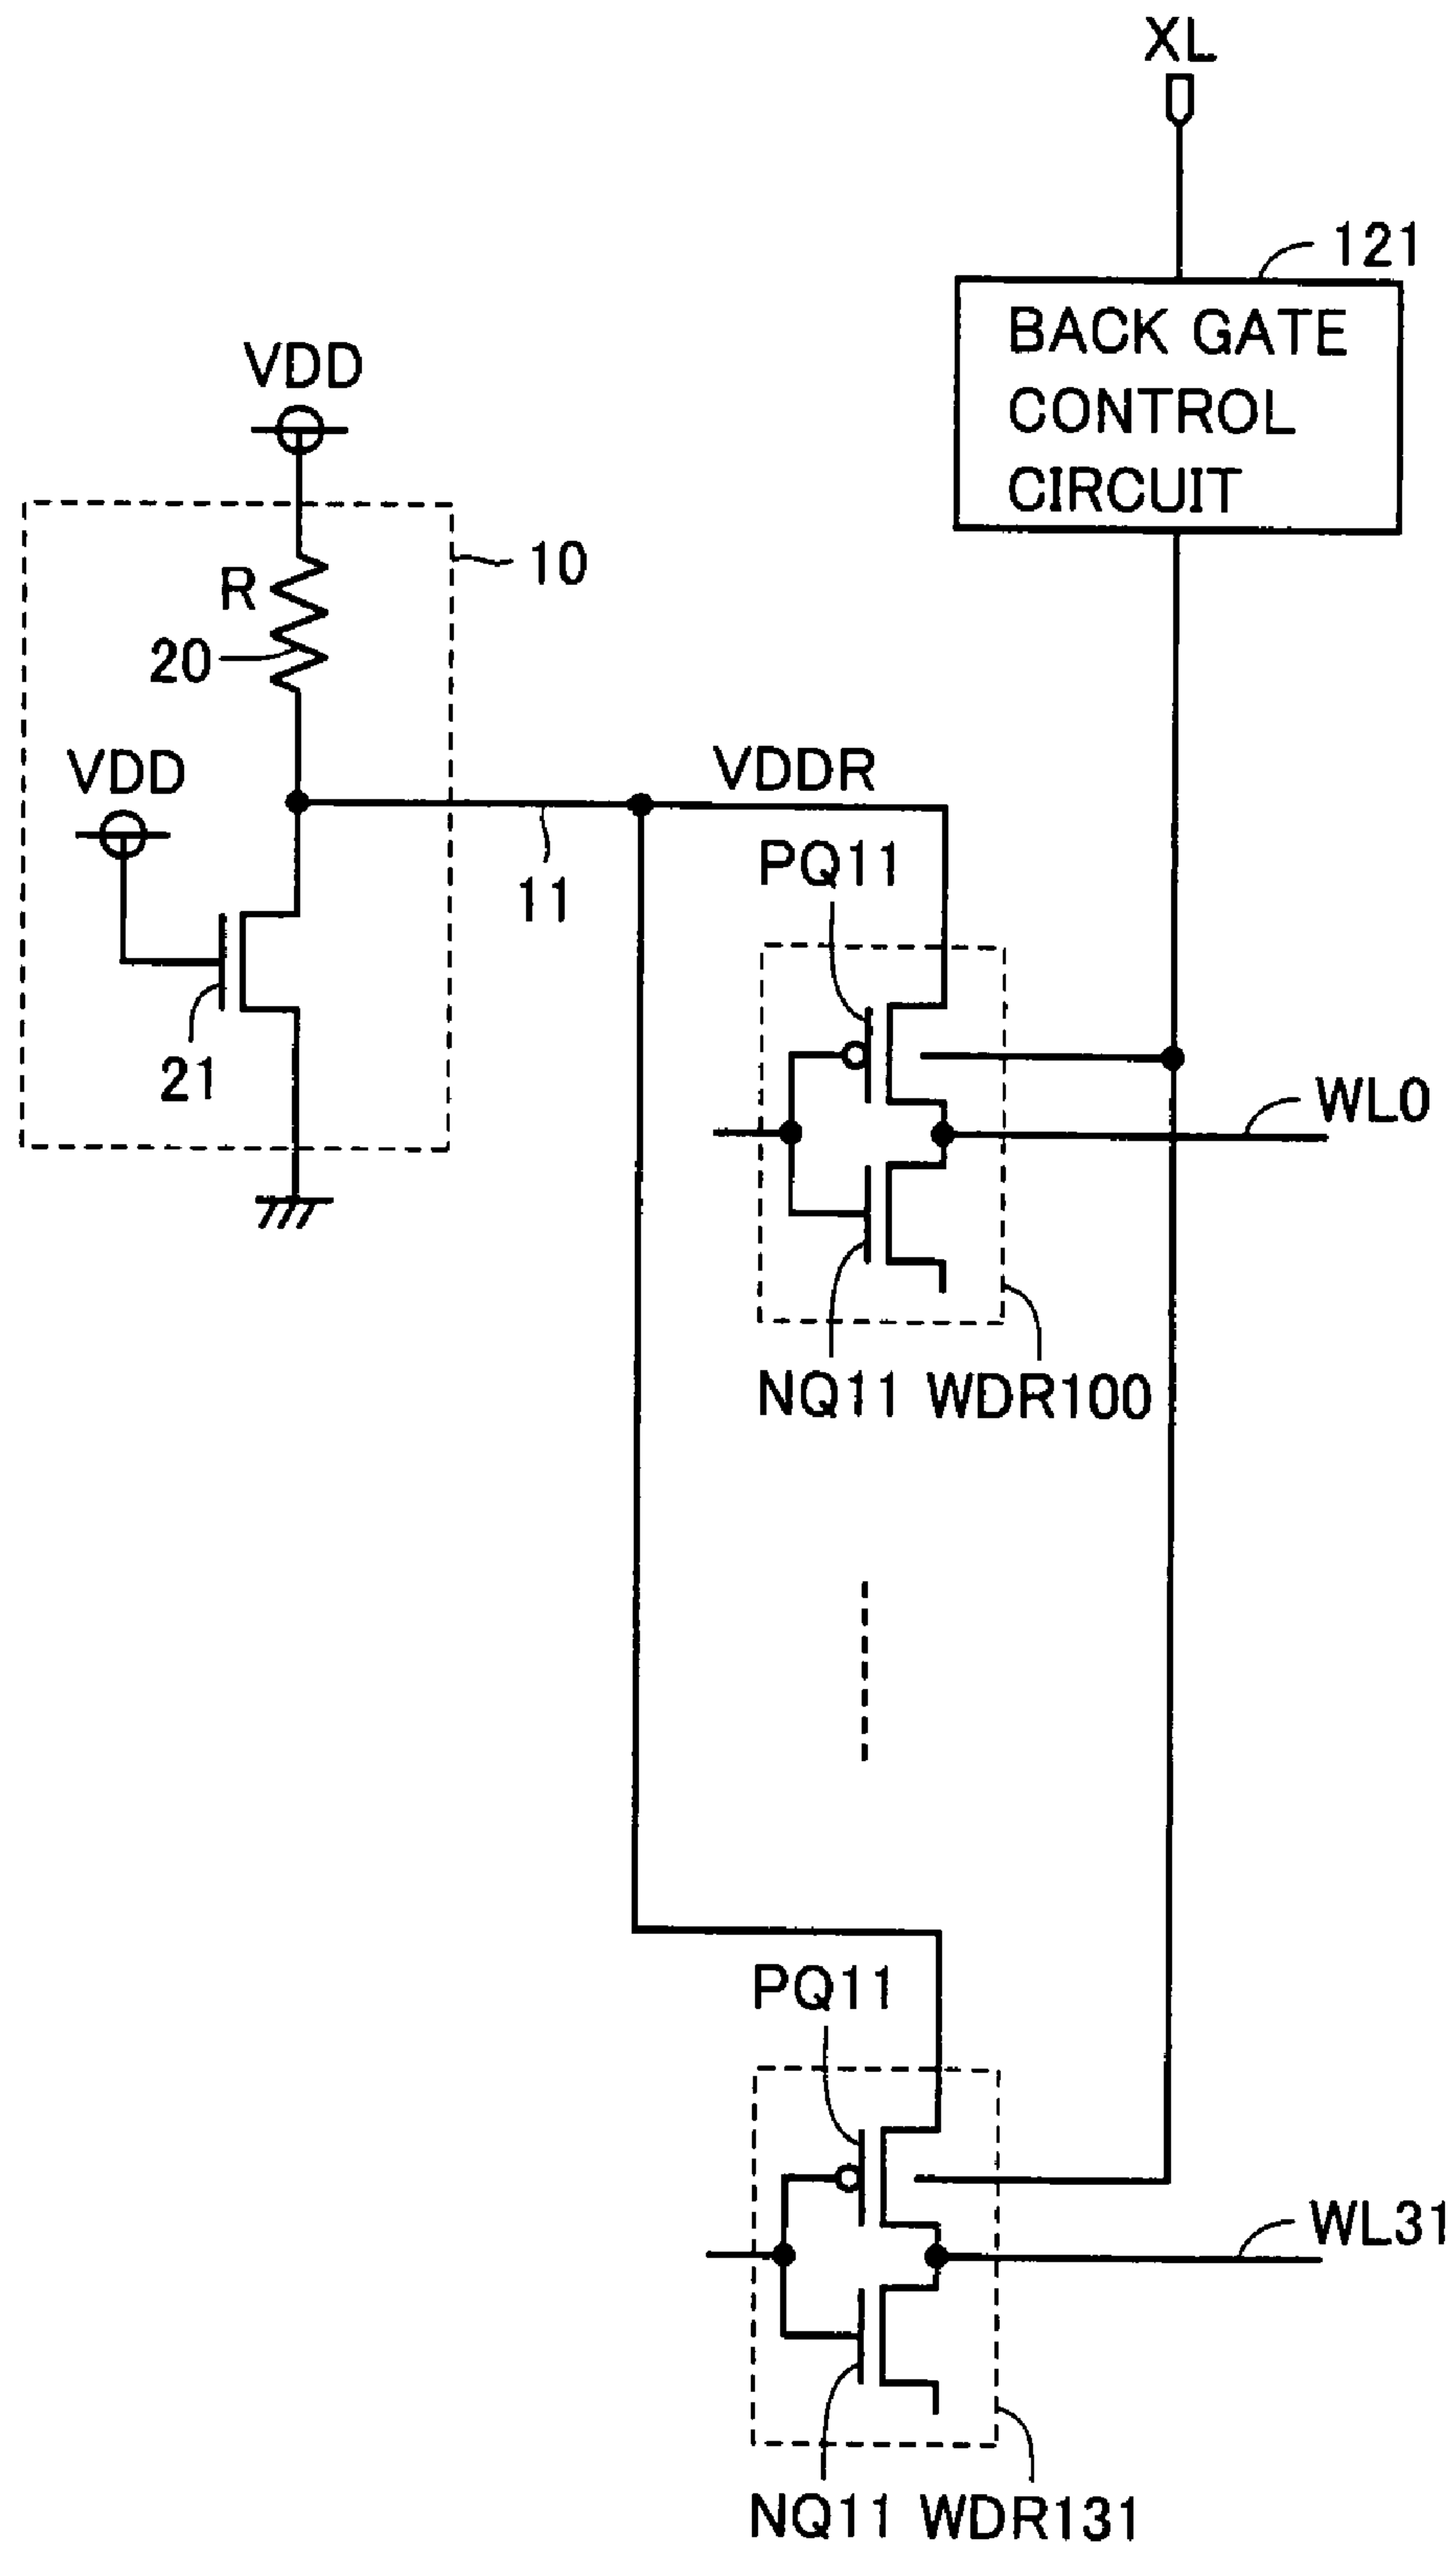 XL
121
BACK GATE
CONTROL
CIRCUIT
VDD
R
10
20
VDD
VDDR
11
PQ11
21
WL0
NQ11 WDR100
PQ11
WL31
NQ11 WDR131